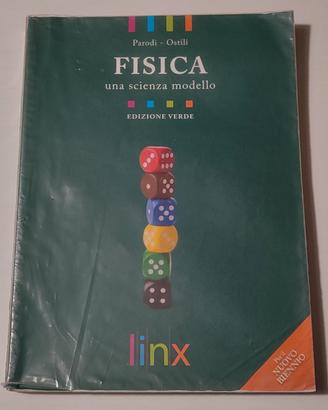 Parodi - Ostili
FISICA
una scienza modello
EDIZIONE VERDE
linx
Per il
NUOVO
BIENNIO